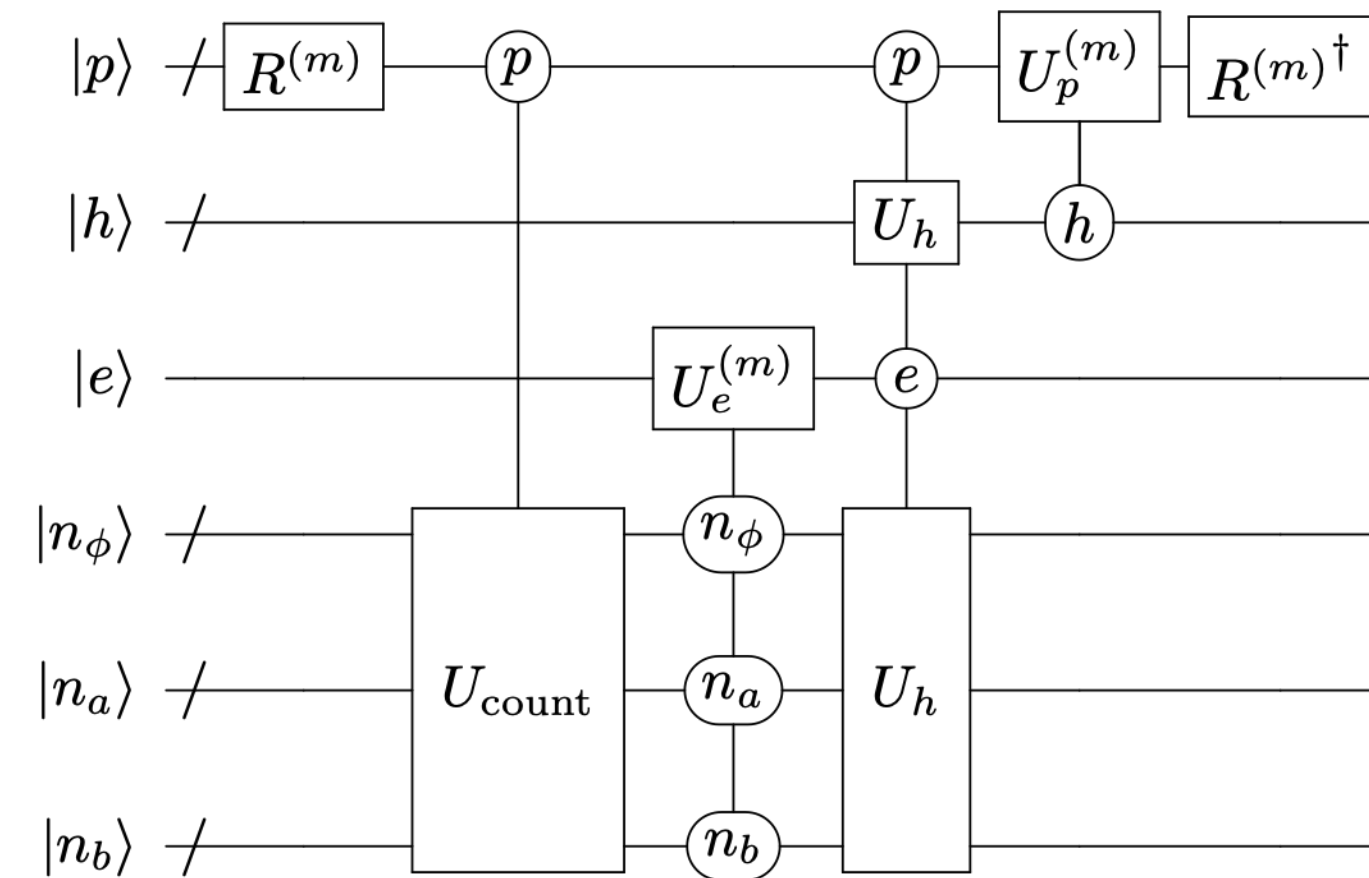 |p⟩ R^{(m)} p p U_p^{(m)} R^{(m)†}
|h⟩ U_h h
|e⟩ U_e^{(m)} e
|n_ϕ⟩ n_ϕ
|n_a⟩ U_count n_a U_h
|n_b⟩ n_b